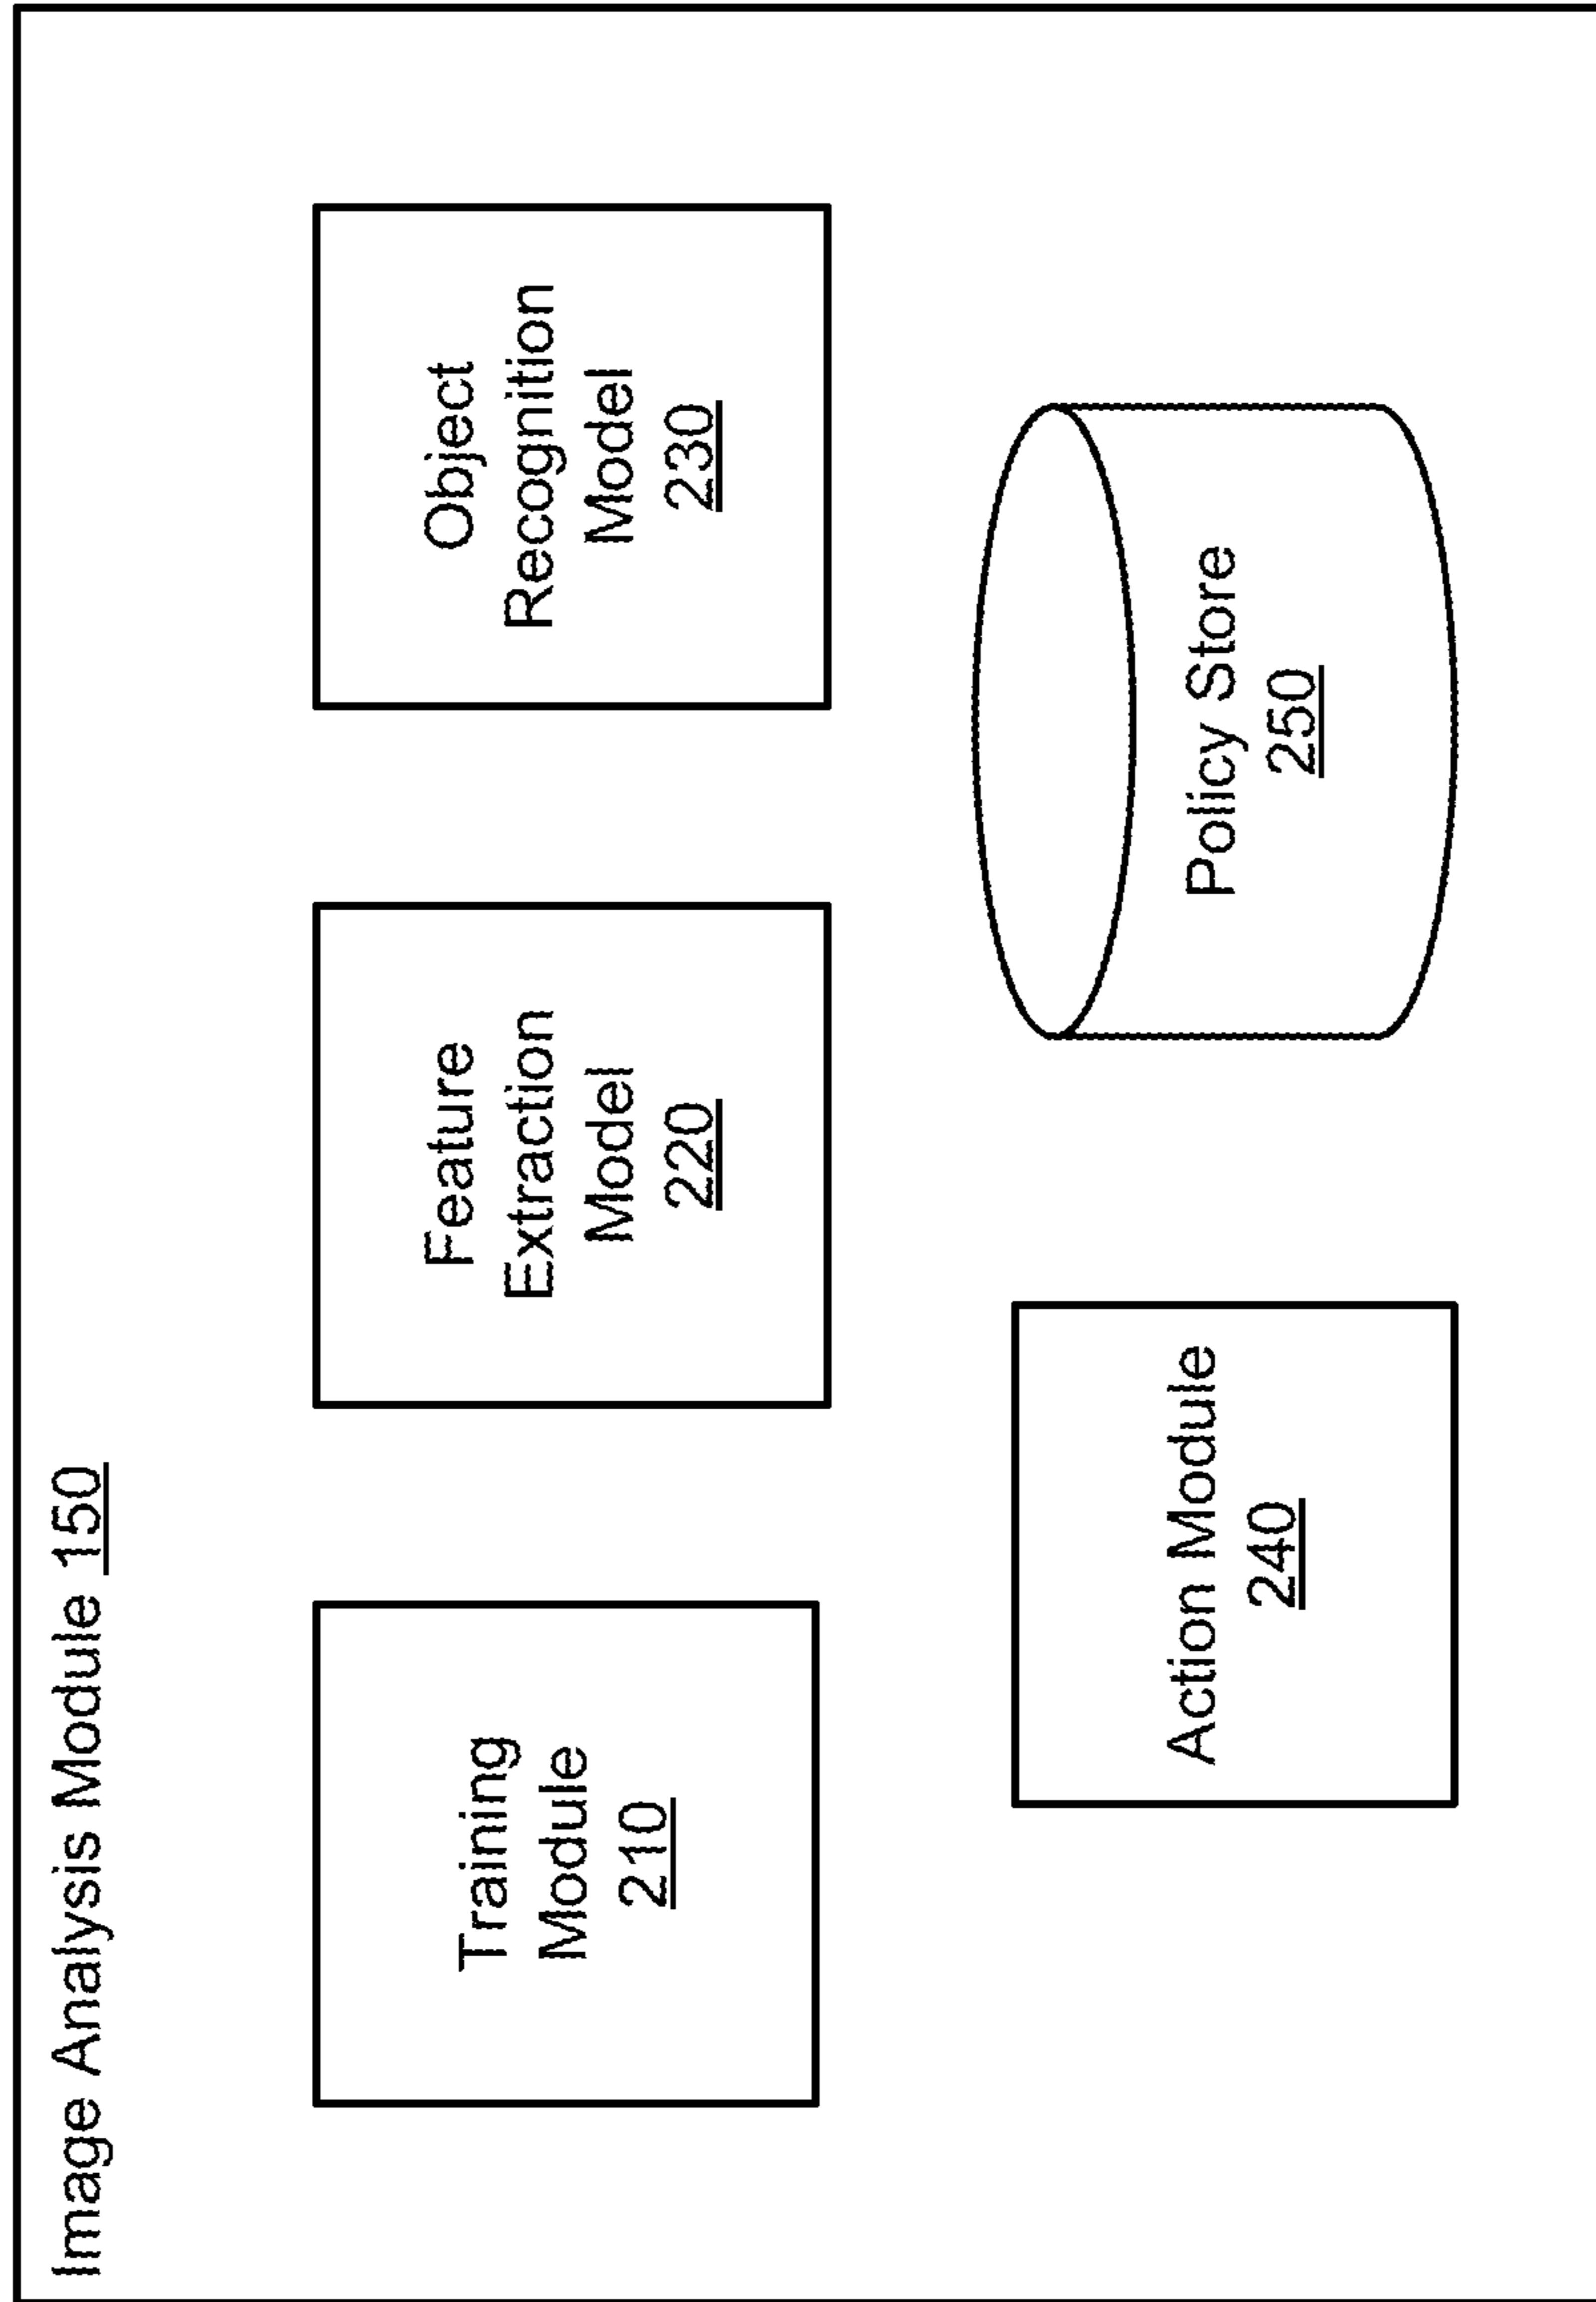 Image Analysis Module 150
Training
Module
210
Feature
Extraction
Model
220
Object
Recognition
Model
230
Action Module
240
Policy Store
250